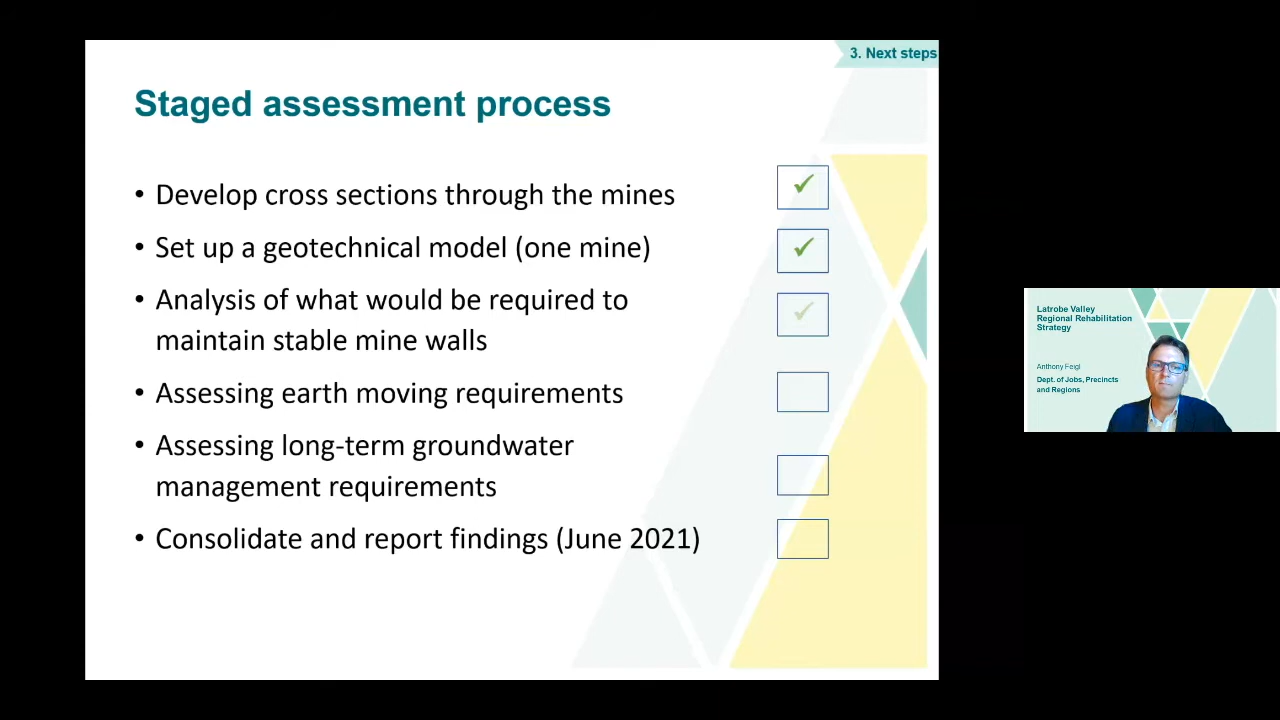 3. Next steps
Staged assessment process
• Develop cross sections through the mines
✓
• Set up a geotechnical model (one mine)
✓
• Analysis of what would be required to
maintain stable mine walls
✓
• Assessing earth moving requirements
• Assessing long-term groundwater
management requirements
• Consolidate and report findings (June 2021)
Latrobe Valley
Regional Rehabilitation
Strategy
Anthony Feigl
Dept. of Jobs, Precincts
and Regions